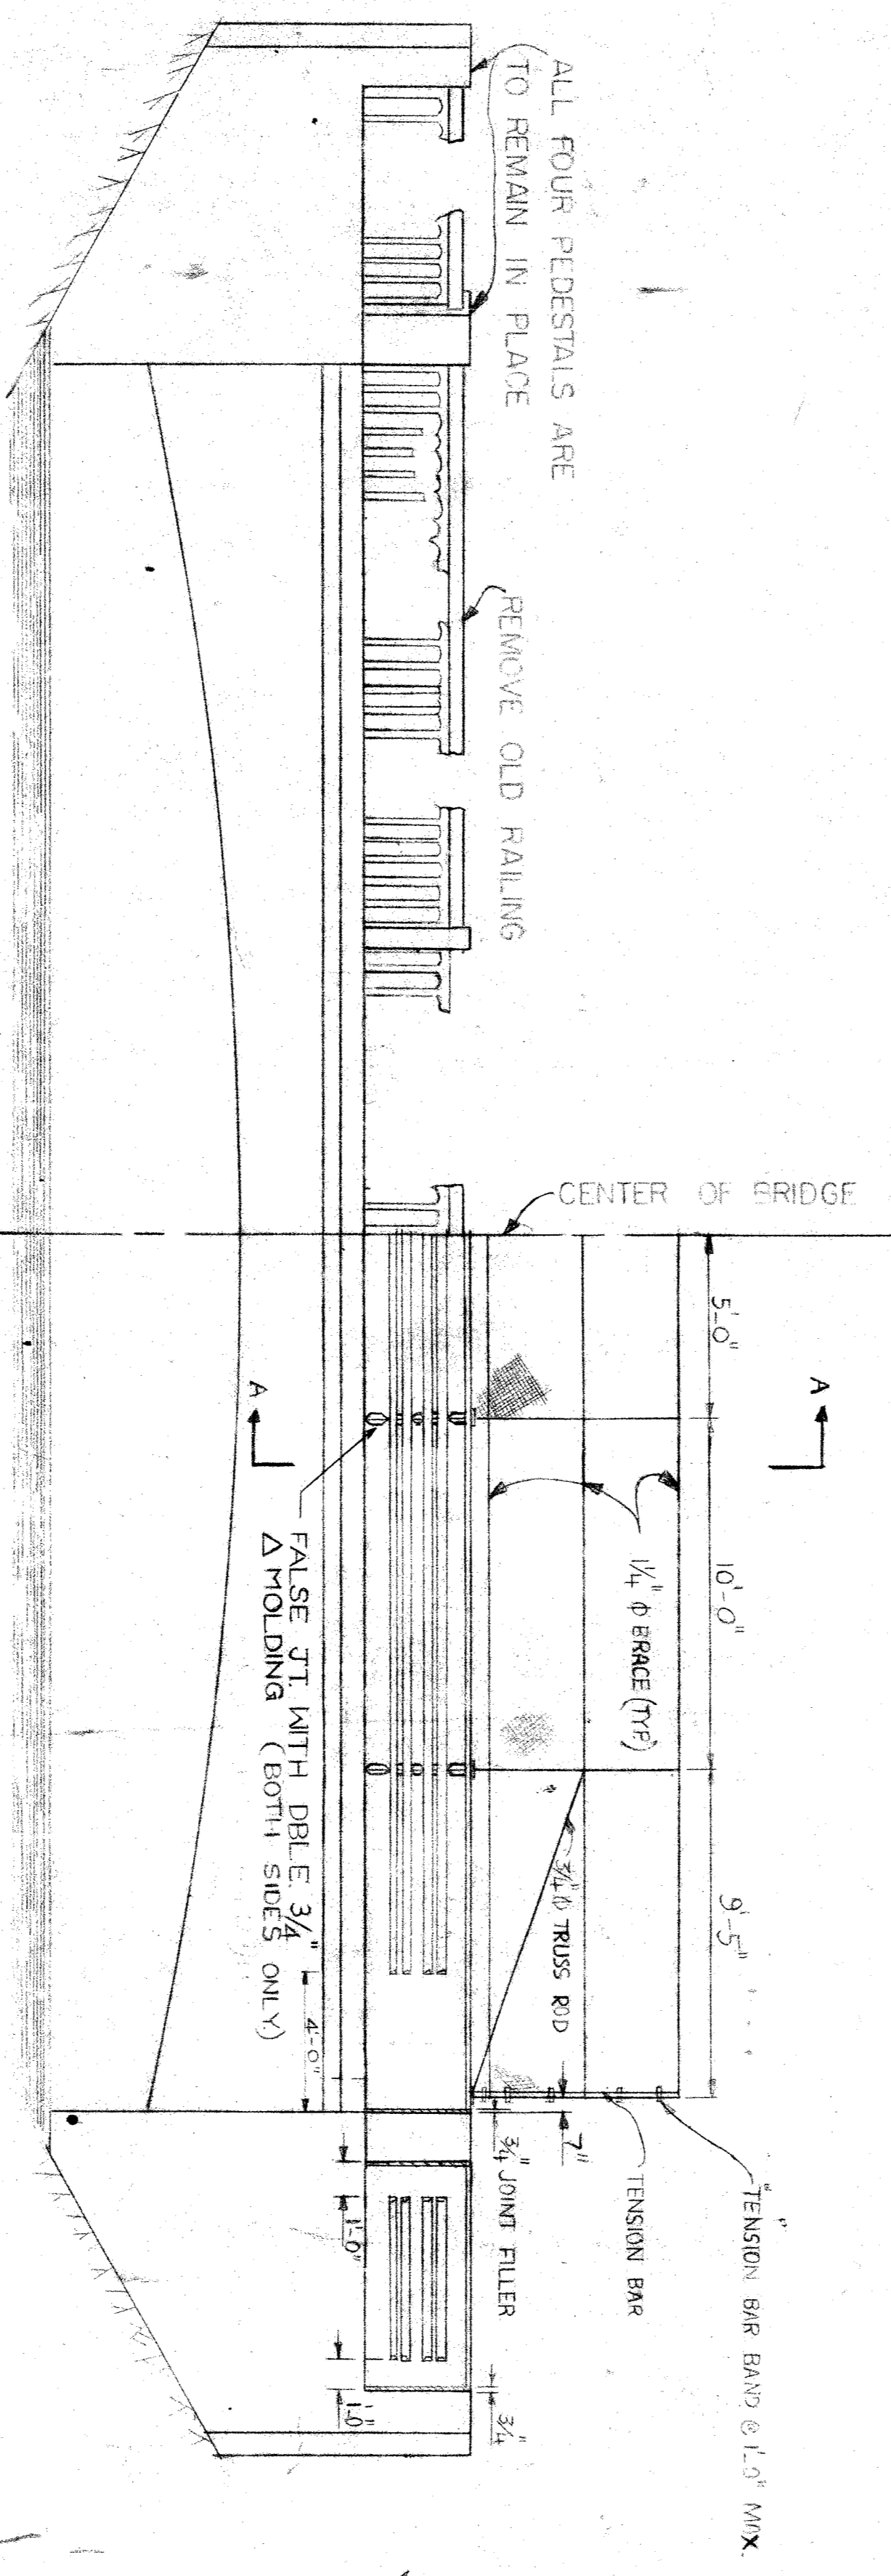 ALL FOUR PEDESTALS ARE
TO REMAIN IN PLACE
REMOVE OLD RAILING
CENTER OF BRIDGE
5'-0"
10'-0"
9'-5"
A
A
1¼" φ BRACE (TYP.)
¾" φ TRUSS ROD
FALSE JT. WITH DBLE. ¾"
Δ MOLDING (BOTH SIDES ONLY.)
4'-0"
7"
¾" JOINT FILLER
TENSION BAR
TENSION BAR BAND @ 1'-0" MAX.
1'-0"
1'-0"
¾"